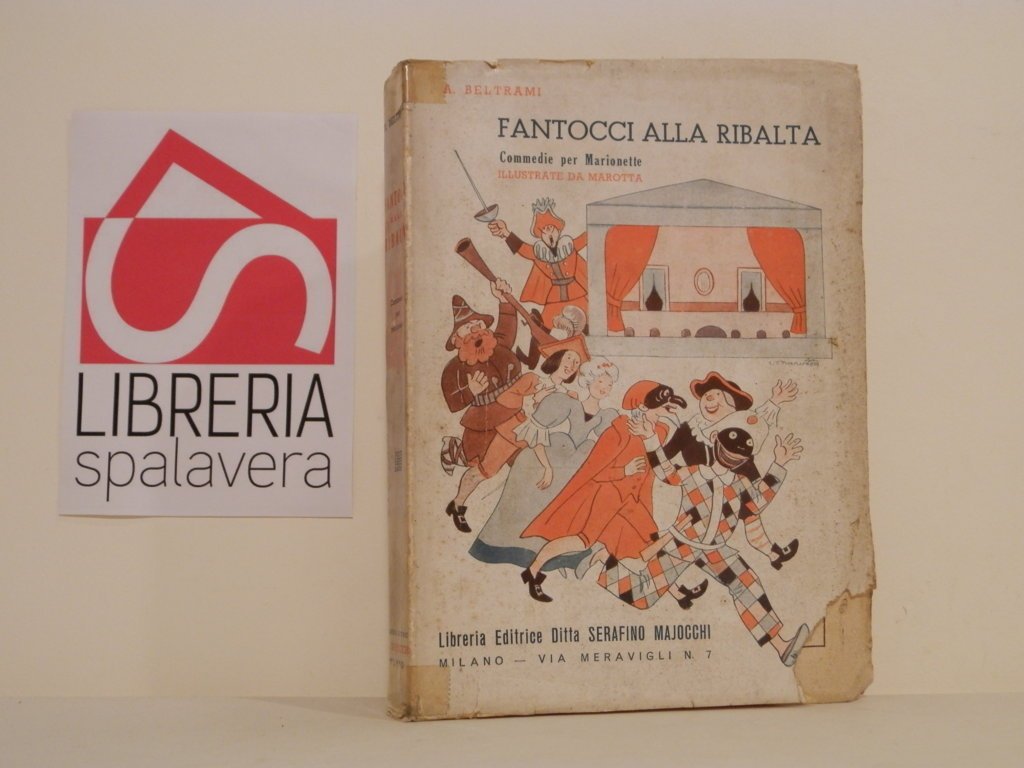 LIBRERIA
spalavera
A. BELTRAMI
FANTOCCI ALLA RIBALTA
Commedie per Marionette
ILLUSTRATE DA MAROTTA
Libreria Editrice Ditta SERAFINO MAJOCCHI
MILANO — VIA MERAVIGLI N. 7